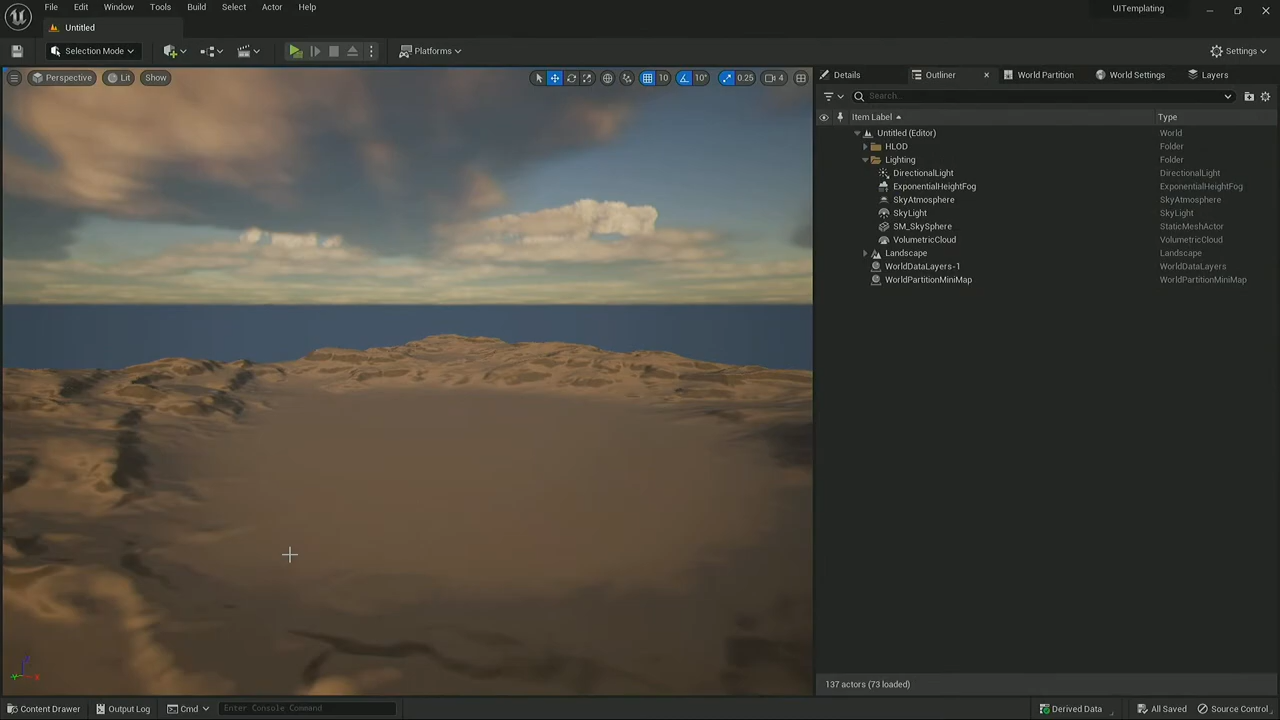 File Edit Window Tools Build Select Actor Help
UITemplating
Untitled
Selection Mode
Platforms
Settings
Perspective Lit Show
10 10° 0.25 4
Details Outliner World Partition World Settings Layers
Search...
Item Label Type
Untitled (Editor) World
HLOD Folder
Lighting Folder
DirectionalLight DirectionalLight
ExponentialHeightFog ExponentialHeightFog
SkyAtmosphere SkyAtmosphere
SkyLight SkyLight
SM_SkySphere StaticMeshActor
VolumetricCloud VolumetricCloud
Landscape Landscape
WorldDataLayers-1 WorldDataLayers
WorldPartitionMiniMap WorldPartitionMiniMap
137 actors (73 loaded)
Content Drawer Output Log Cmd Enter Console Command Derived Data All Saved Source Control